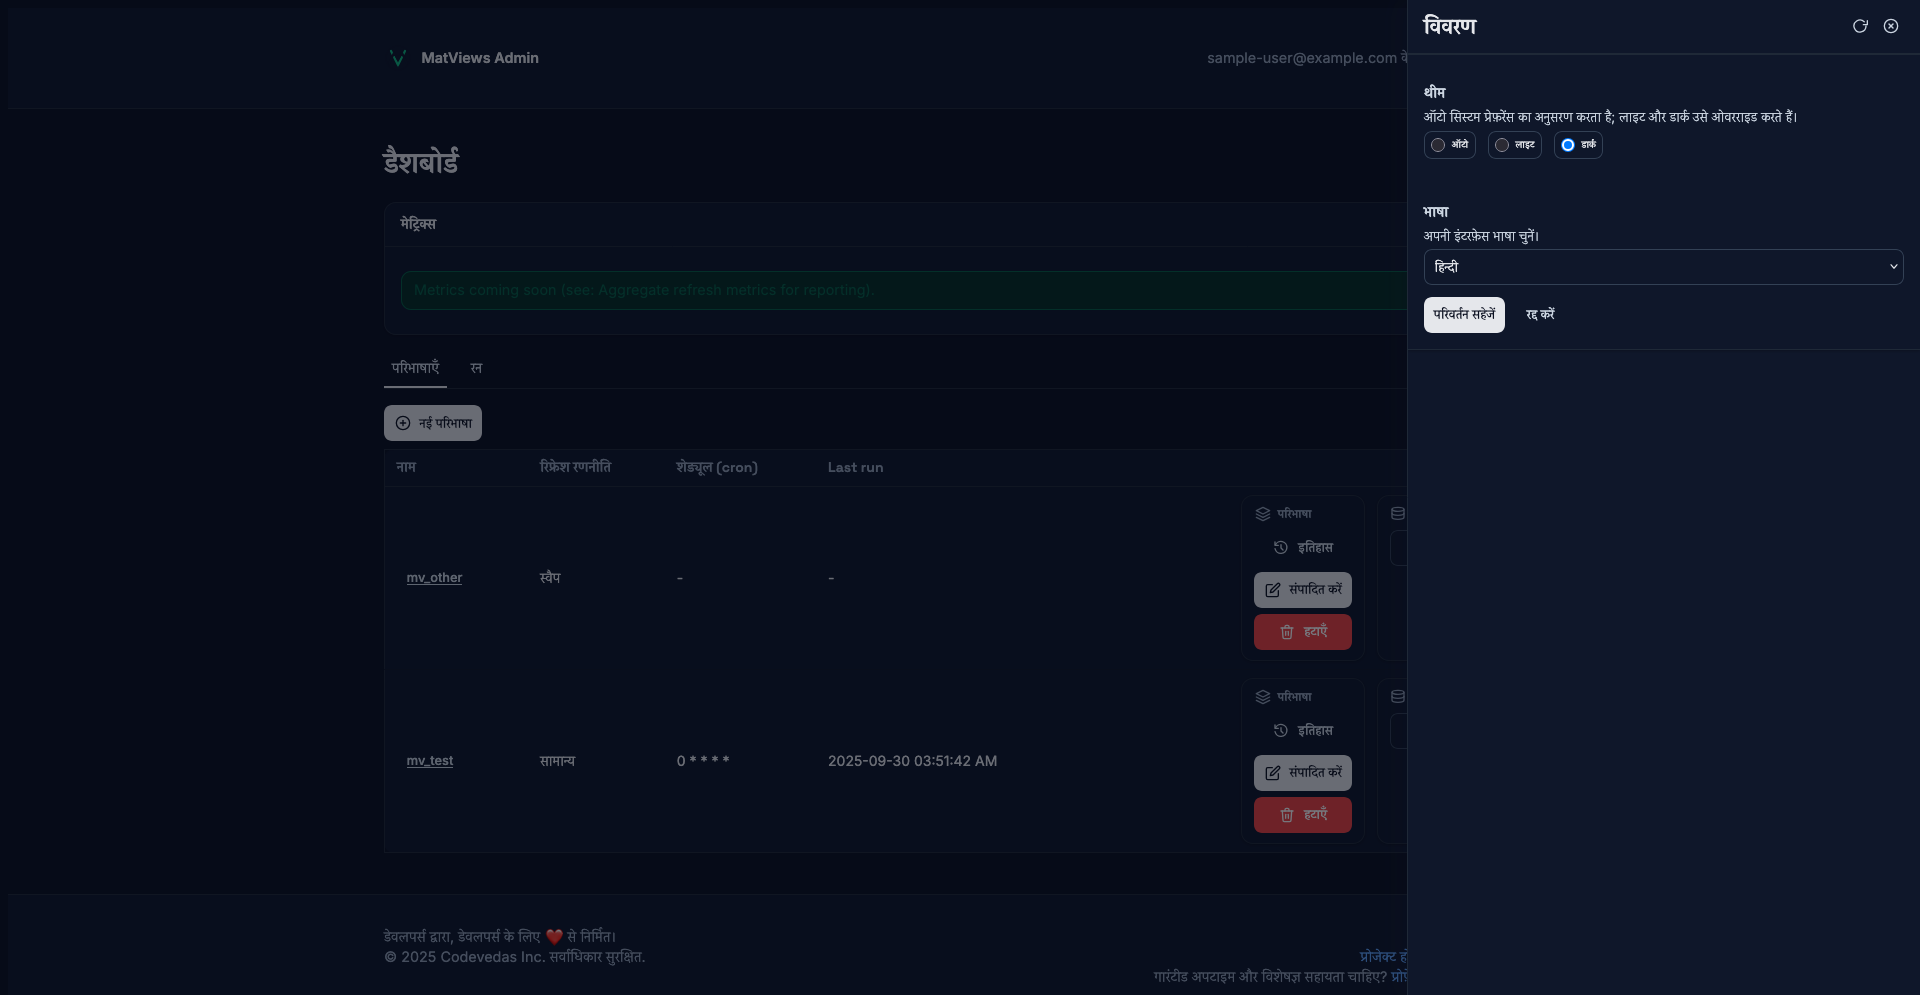 MatViews Admin
sample-user@example.com
डैशबोर्ड
मेट्रिक्स
Metrics coming soon (see: Aggregate refresh metrics for reporting).
परिभाषाएँ रन
नई परिभाषा
नाम रिफ्रेश रणनीति शेड्यूल (cron) Last run
परिभाषा
इतिहास
mv_other स्वैप - -
संपादित करें
हटाएँ
परिभाषा
इतिहास
mv_test सामान्य 0 * * * * 2025-09-30 03:51:42 AM
संपादित करें
हटाएँ
डेवलपर्स द्वारा, डेवलपर्स के लिए ❤️ से निर्मित।
© 2025 Codevedas Inc. सर्वाधिकार सुरक्षित.
प्रोजेक्ट
गारंटीड अपटाइम और विशेषज्ञ सहायता चाहिए?
विवरण
थीम
ऑटो सिस्टम प्रेफ़रेंस का अनुसरण करता है; लाइट और डार्क उसे ओवरराइड करते हैं।
ऑटो लाइट डार्क
भाषा
अपनी इंटरफ़ेस भाषा चुनें।
हिन्दी
परिवर्तन सहेजें रद्द करें